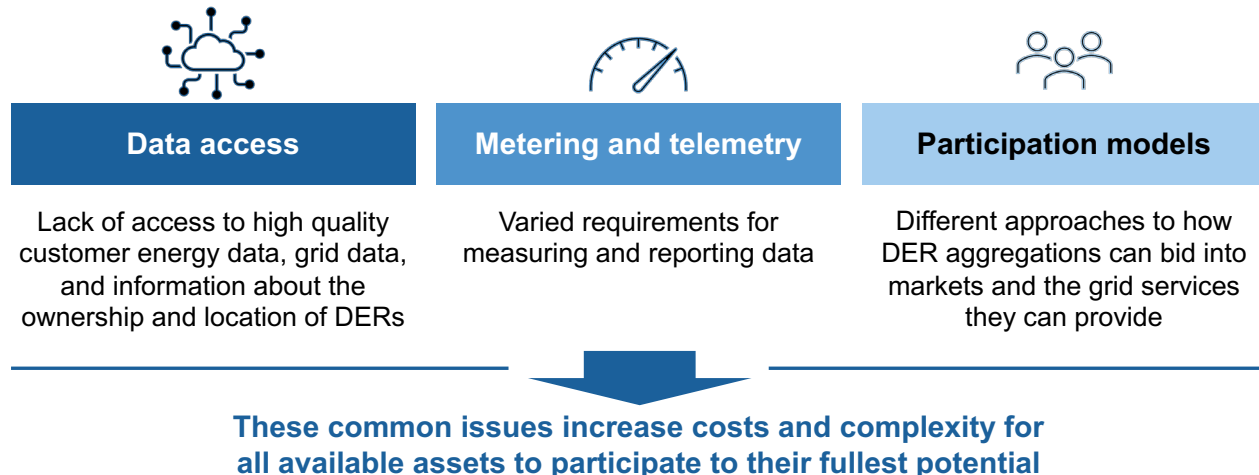 Data access
Lack of access to high quality
customer energy data, grid data,
and information about the
ownership and location of DERs
Metering and telemetry
Varied requirements for
measuring and reporting data
Participation models
Different approaches to how
DER aggregations can bid into
markets and the grid services
they can provide
These common issues increase costs and complexity for
all available assets to participate to their fullest potential